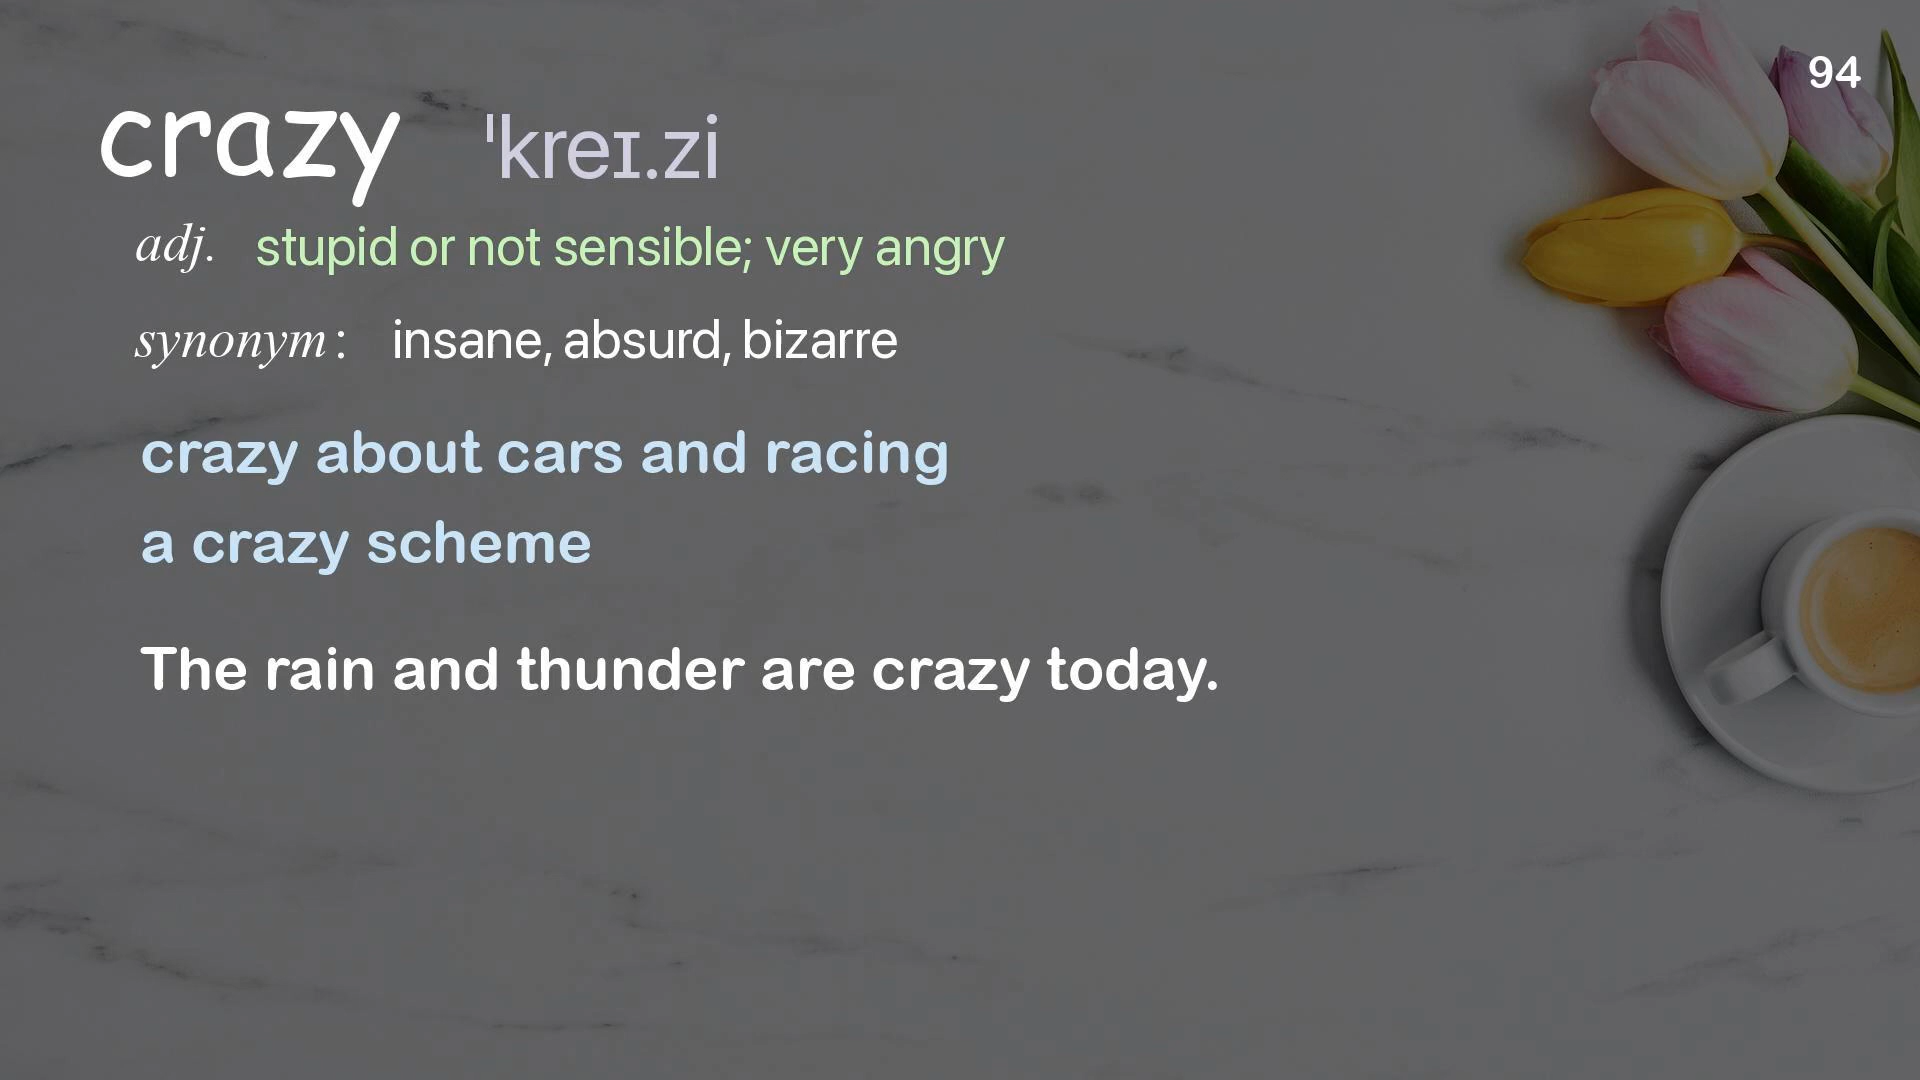 94
crazy ˈkreɪ.zi
adj. stupid or not sensible; very angry
synonym: insane, absurd, bizarre
crazy about cars and racing
a crazy scheme
The rain and thunder are crazy today.